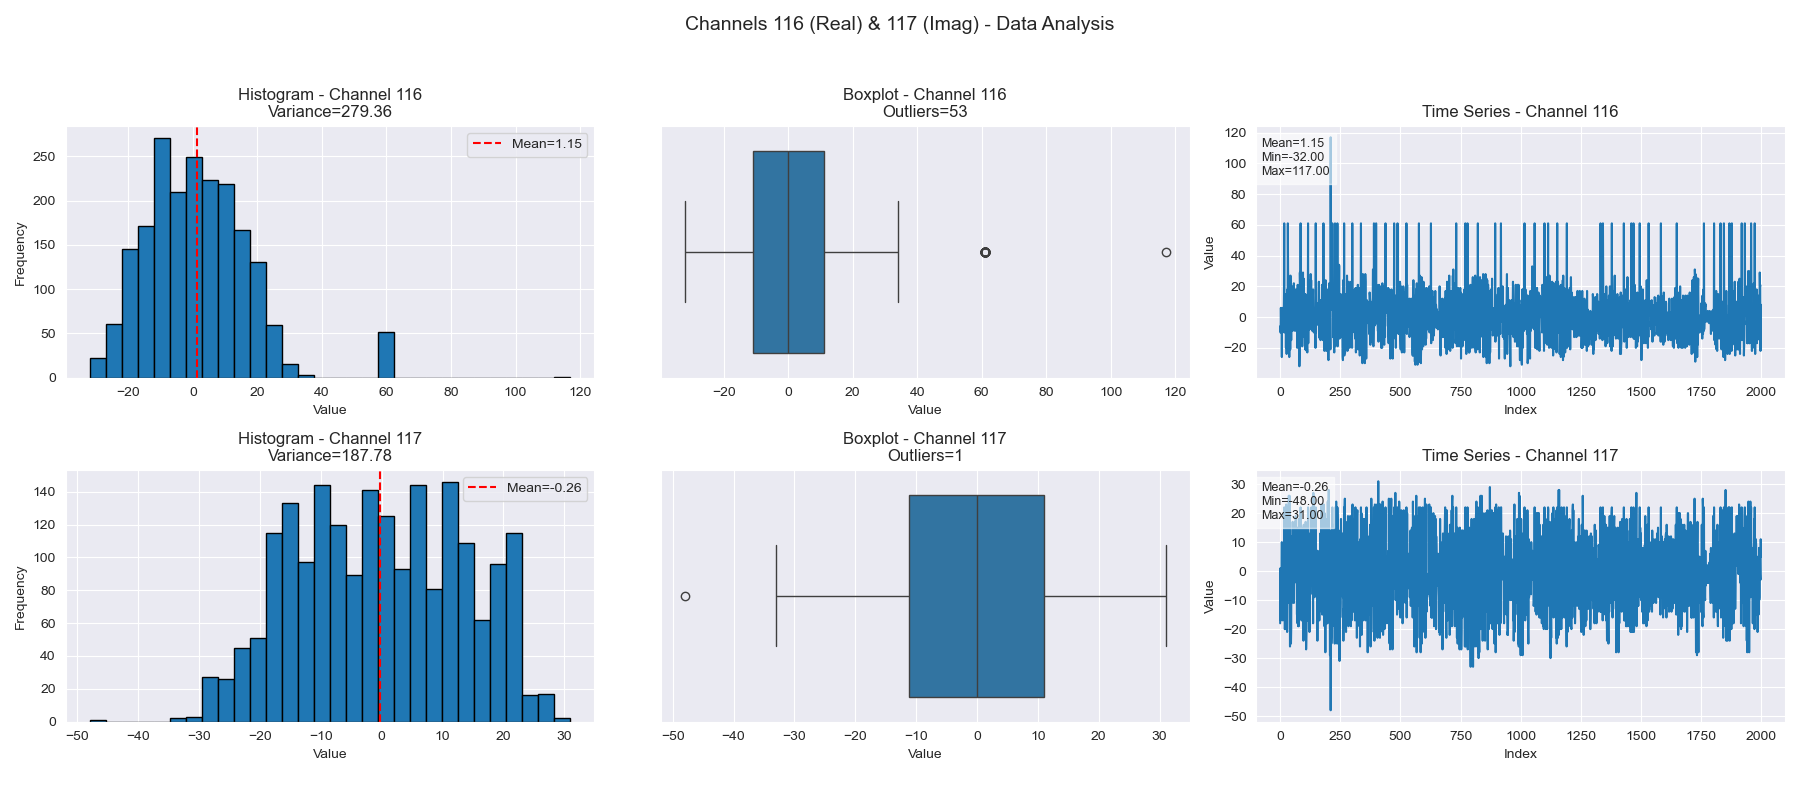 Channels 116 (Real) & 117 (Imag) - Data Analysis
Histogram - Channel 116
Variance=279.36
Mean=1.15
Frequency
250
200
150
100
50
0
−20 0 20 40 60 80 100 120
Value
Boxplot - Channel 116
Outliers=53
−20 0 20 40 60 80 100 120
Value
Time Series - Channel 116
Mean=1.15
Min=-32.00
Max=117.00
Value
120
100
80
60
40
20
0
−20
0 250 500 750 1000 1250 1500 1750 2000
Index
Histogram - Channel 117
Variance=187.78
Mean=-0.26
Frequency
140
120
100
80
60
40
20
0
−50 −40 −30 −20 −10 0 10 20 30
Value
Boxplot - Channel 117
Outliers=1
−50 −40 −30 −20 −10 0 10 20 30
Value
Time Series - Channel 117
Mean=-0.26
Min=-48.00
Max=31.00
Value
30
20
10
0
−10
−20
−30
−40
−50
0 250 500 750 1000 1250 1500 1750 2000
Index